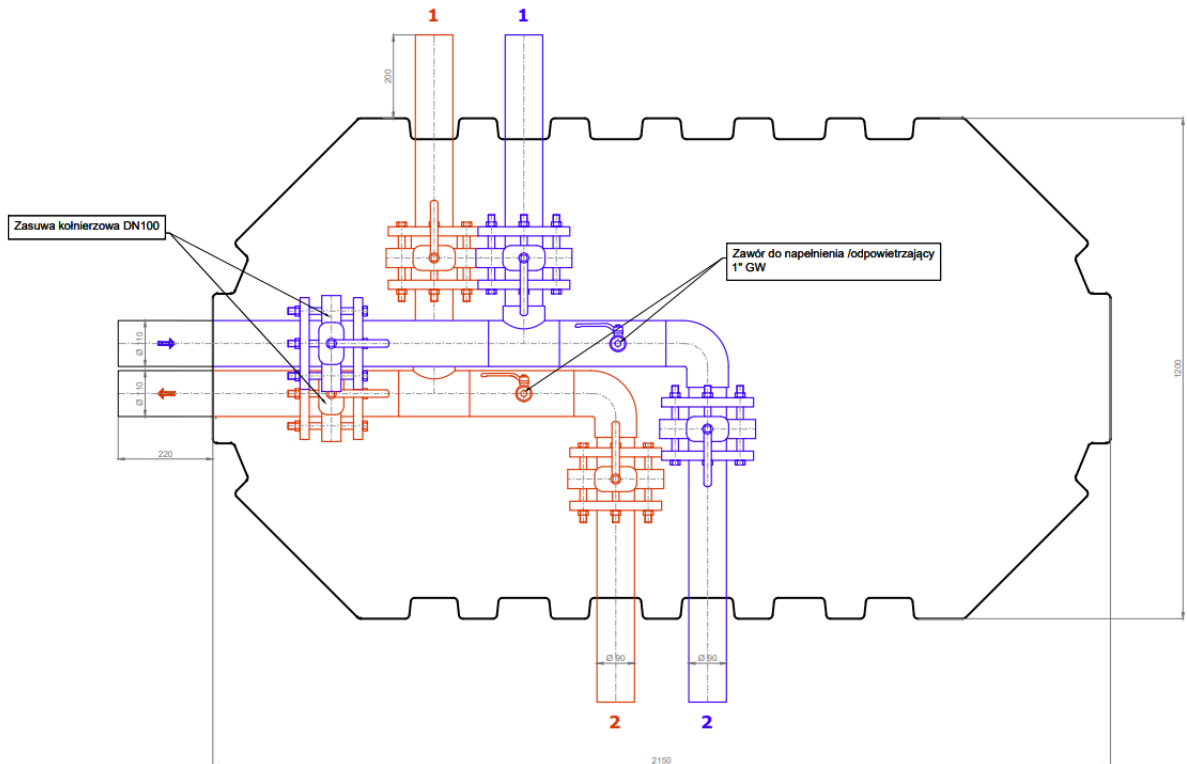 1
1
200
Zasuwa kołnierzowa DN100
Zawór do napełnienia /odpowietrzający
1" GW
Ø 110
Ø 110
1200
220
Ø 90
Ø 90
2
2
2150